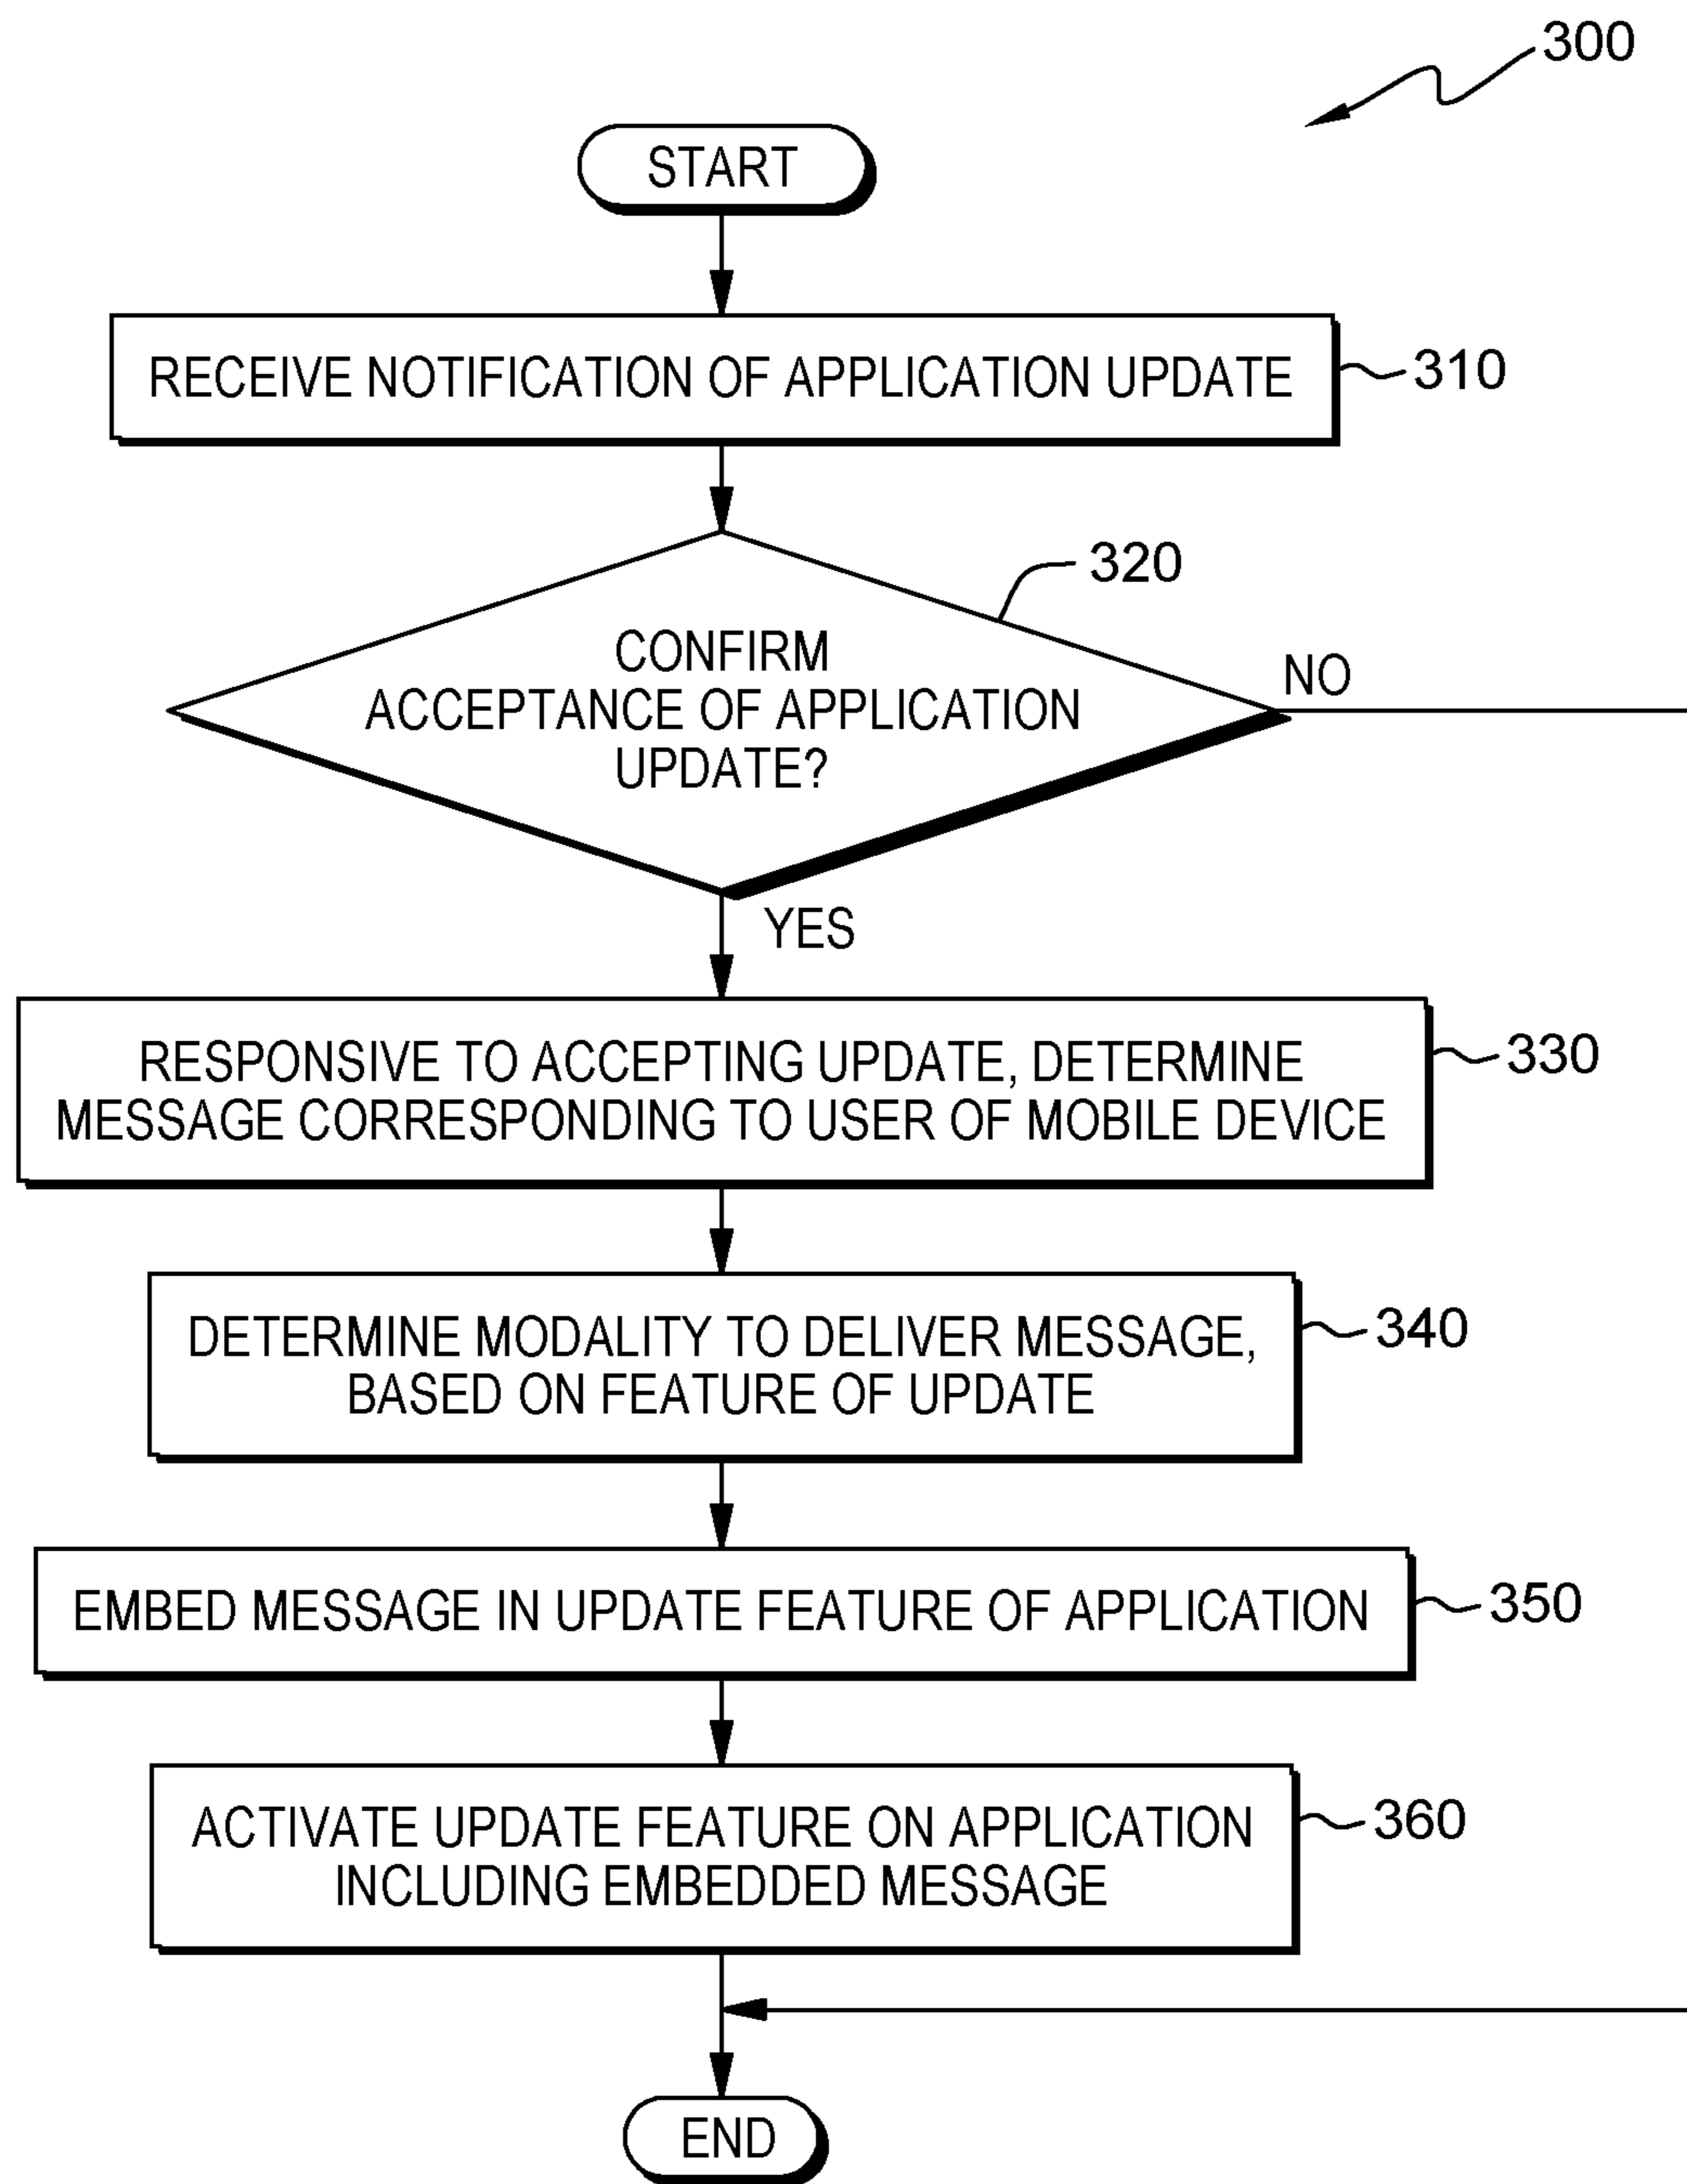 300
START
RECEIVE NOTIFICATION OF APPLICATION UPDATE
310
320
CONFIRM
ACCEPTANCE OF APPLICATION
UPDATE?
NO
YES
RESPONSIVE TO ACCEPTING UPDATE, DETERMINE
MESSAGE CORRESPONDING TO USER OF MOBILE DEVICE
330
DETERMINE MODALITY TO DELIVER MESSAGE,
BASED ON FEATURE OF UPDATE
340
EMBED MESSAGE IN UPDATE FEATURE OF APPLICATION
350
ACTIVATE UPDATE FEATURE ON APPLICATION
INCLUDING EMBEDDED MESSAGE
360
END